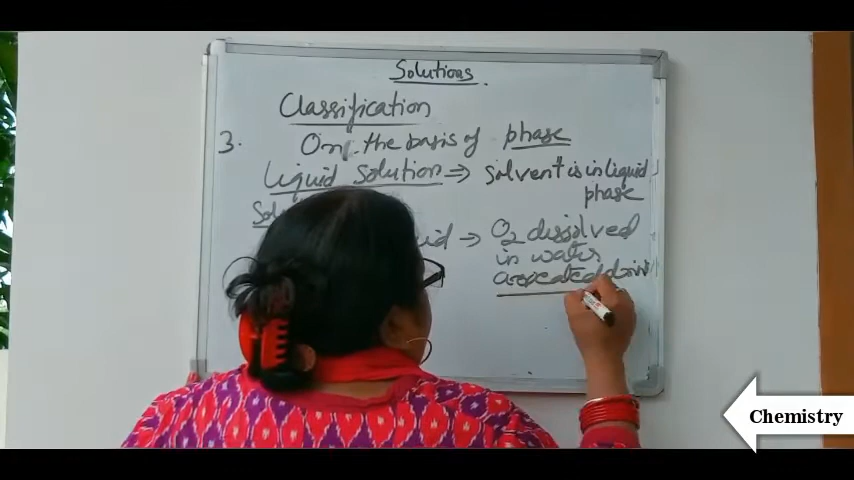 Solutions
Classification
3. On the basis of phase
Liquid solution ⇒ solvent is in liquid
phase
→ O2 dissolved
in water